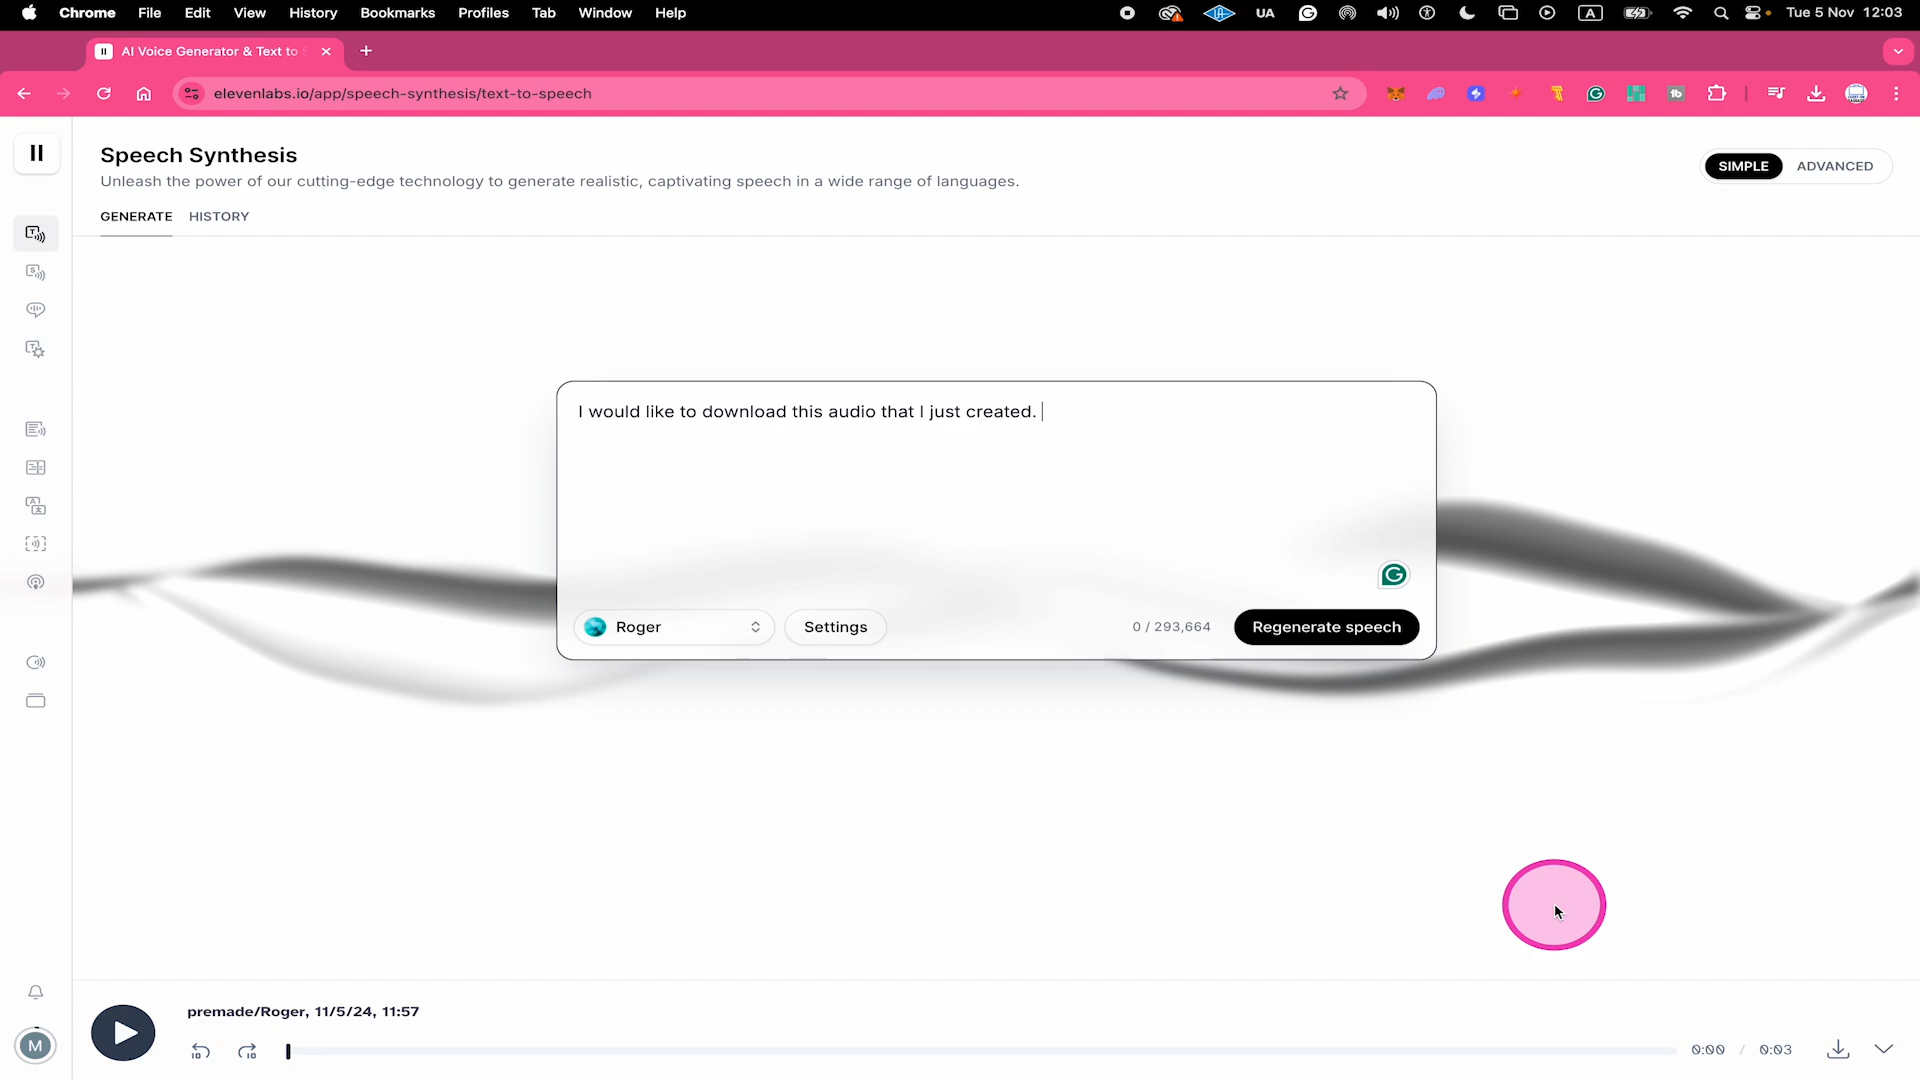 Chrome File Edit View History Bookmarks Profiles Tab Window Help UA A Tue 5 Nov 12:03
AI Voice Generator & Text to
elevenlabs.io/app/speech-synthesis/text-to-speech
Speech Synthesis
Unleash the power of our cutting-edge technology to generate realistic, captivating speech in a wide range of languages.
SIMPLE ADVANCED
GENERATE HISTORY
I would like to download this audio that I just created.
Roger Settings 0 / 293,664 Regenerate speech
premade/Roger, 11/5/24, 11:57
M 10 10 0:00 / 0:03